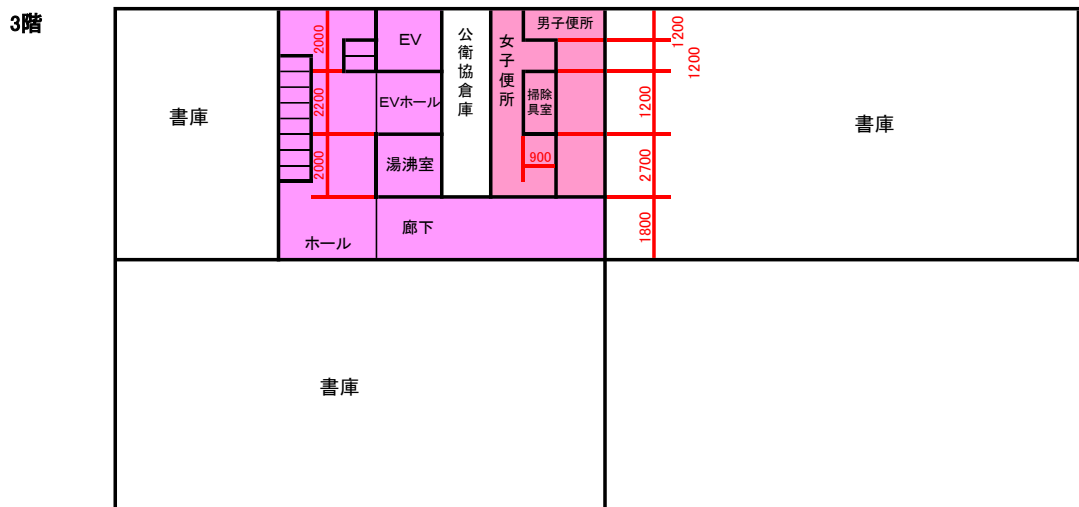 3階
男子便所
EV
公衛協倉庫
女子便所
2000
1200
1200
書庫
EVホール
掃除
具室
2200
1200
書庫
湯沸室
900
2000
2700
廊下
ホール
1800
書庫